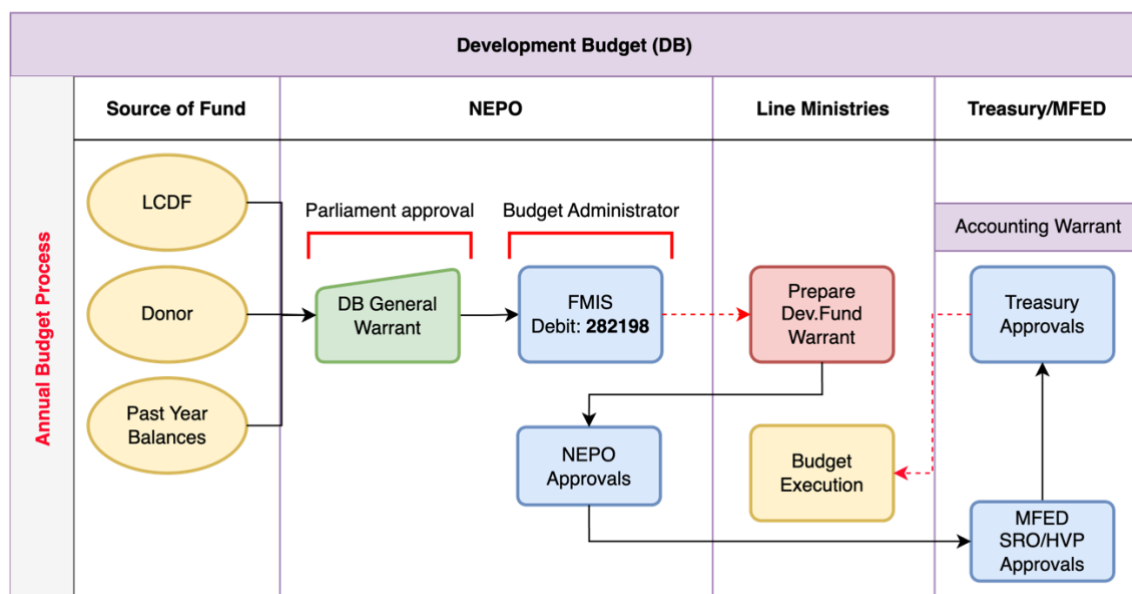 Development Budget (DB)
Annual Budget Process
Source of Fund
NEPO
Line Ministries
Treasury/MFED
LCDF
Donor
Past Year
Balances
Parliament approval
DB General
Warrant
Budget Administrator
FMIS
Debit: 282198
NEPO
Approvals
Prepare
Dev.Fund
Warrant
Budget
Execution
Accounting Warrant
Treasury
Approvals
MFED
SRO/HVP
Approvals